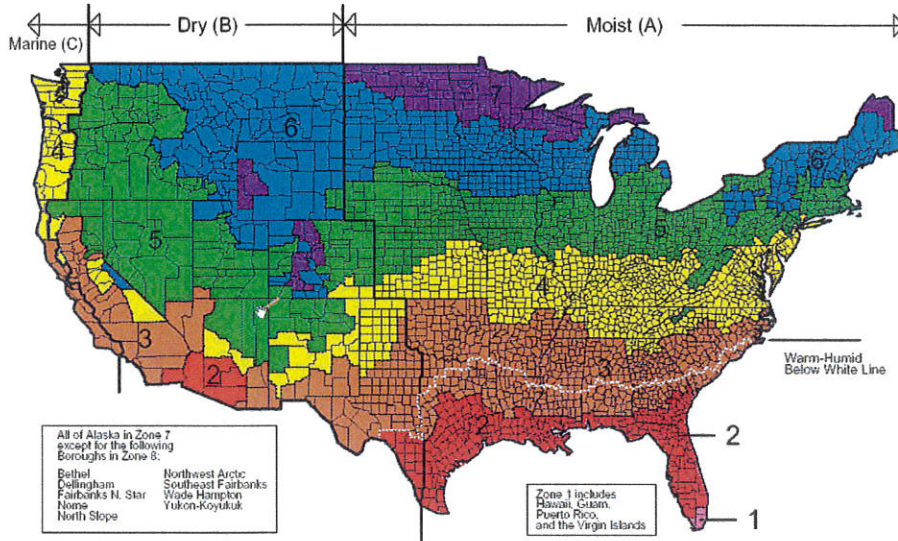 Marine (C)
Dry (B)
Moist (A)
7
6
6
4
5
5
4
3
3
2
2
Warm-Humid
Below White Line
2
1
All of Alaska in Zone 7
except for the following
Boroughs in Zone 8:
Bethel Northwest Arctic
Dellingham Southeast Fairbanks
Fairbanks N. Star Wade Hampton
Nome Yukon-Koyukuk
North Slope
Zone 1 includes
Hawaii, Guam,
Puerto Rico,
and the Virgin Islands